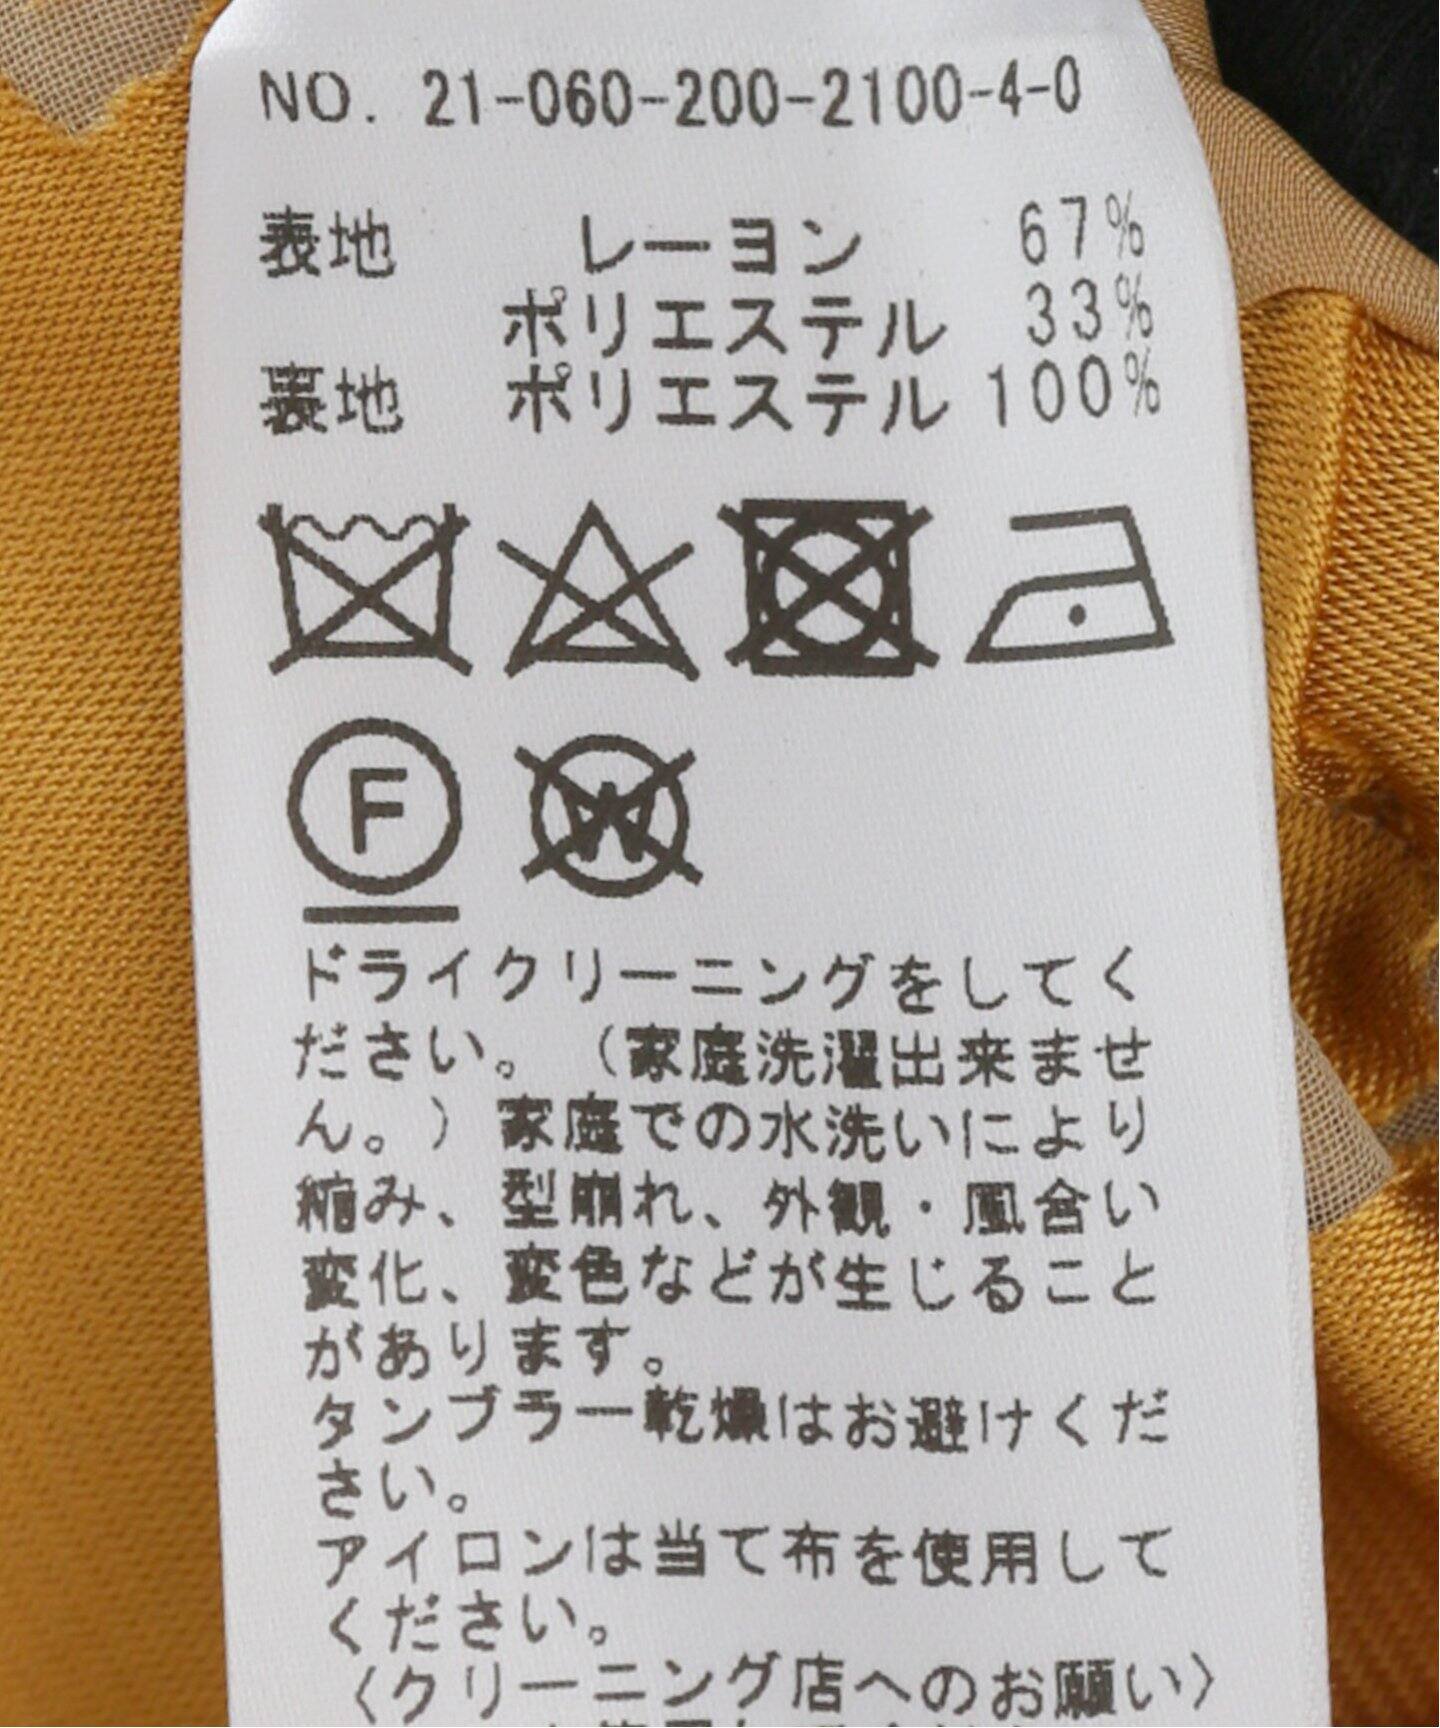 NO. 21-060-200-2100-4-0
表地 レーヨン 67%
ポリエステル 33%
裏地 ポリエステル 100%
F W
ドライクリーニングをしてく
ださい。（家庭洗濯出来ませ
ん。）家庭での水洗いにより
縮み、型崩れ、外観・風合い
変化、変色などが生じること
があります。
タンブラー乾燥はお避けくだ
さい。
アイロンは当て布を使用して
ください。
〈クリーニング店へのお願い〉